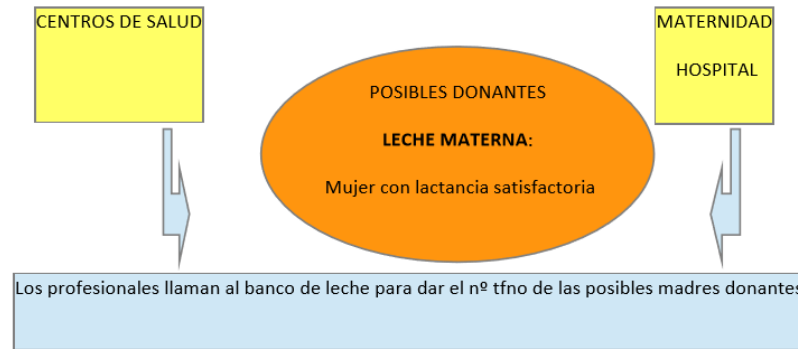 CENTROS DE SALUD
MATERNIDAD
HOSPITAL
POSIBLES DONANTES
LECHE MATERNA:
Mujer con lactancia satisfactoria
Los profesionales llaman al banco de leche para dar el nº tfno de las posibles madres donantes